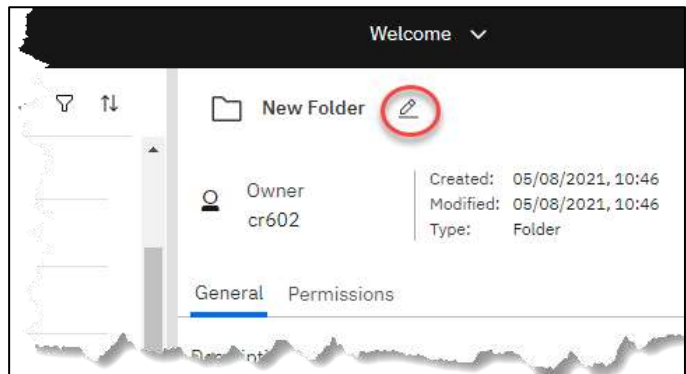 Welcome
New Folder
Owner
cr602
Created: 05/08/2021, 10:46
Modified: 05/08/2021, 10:46
Type: Folder
General Permissions